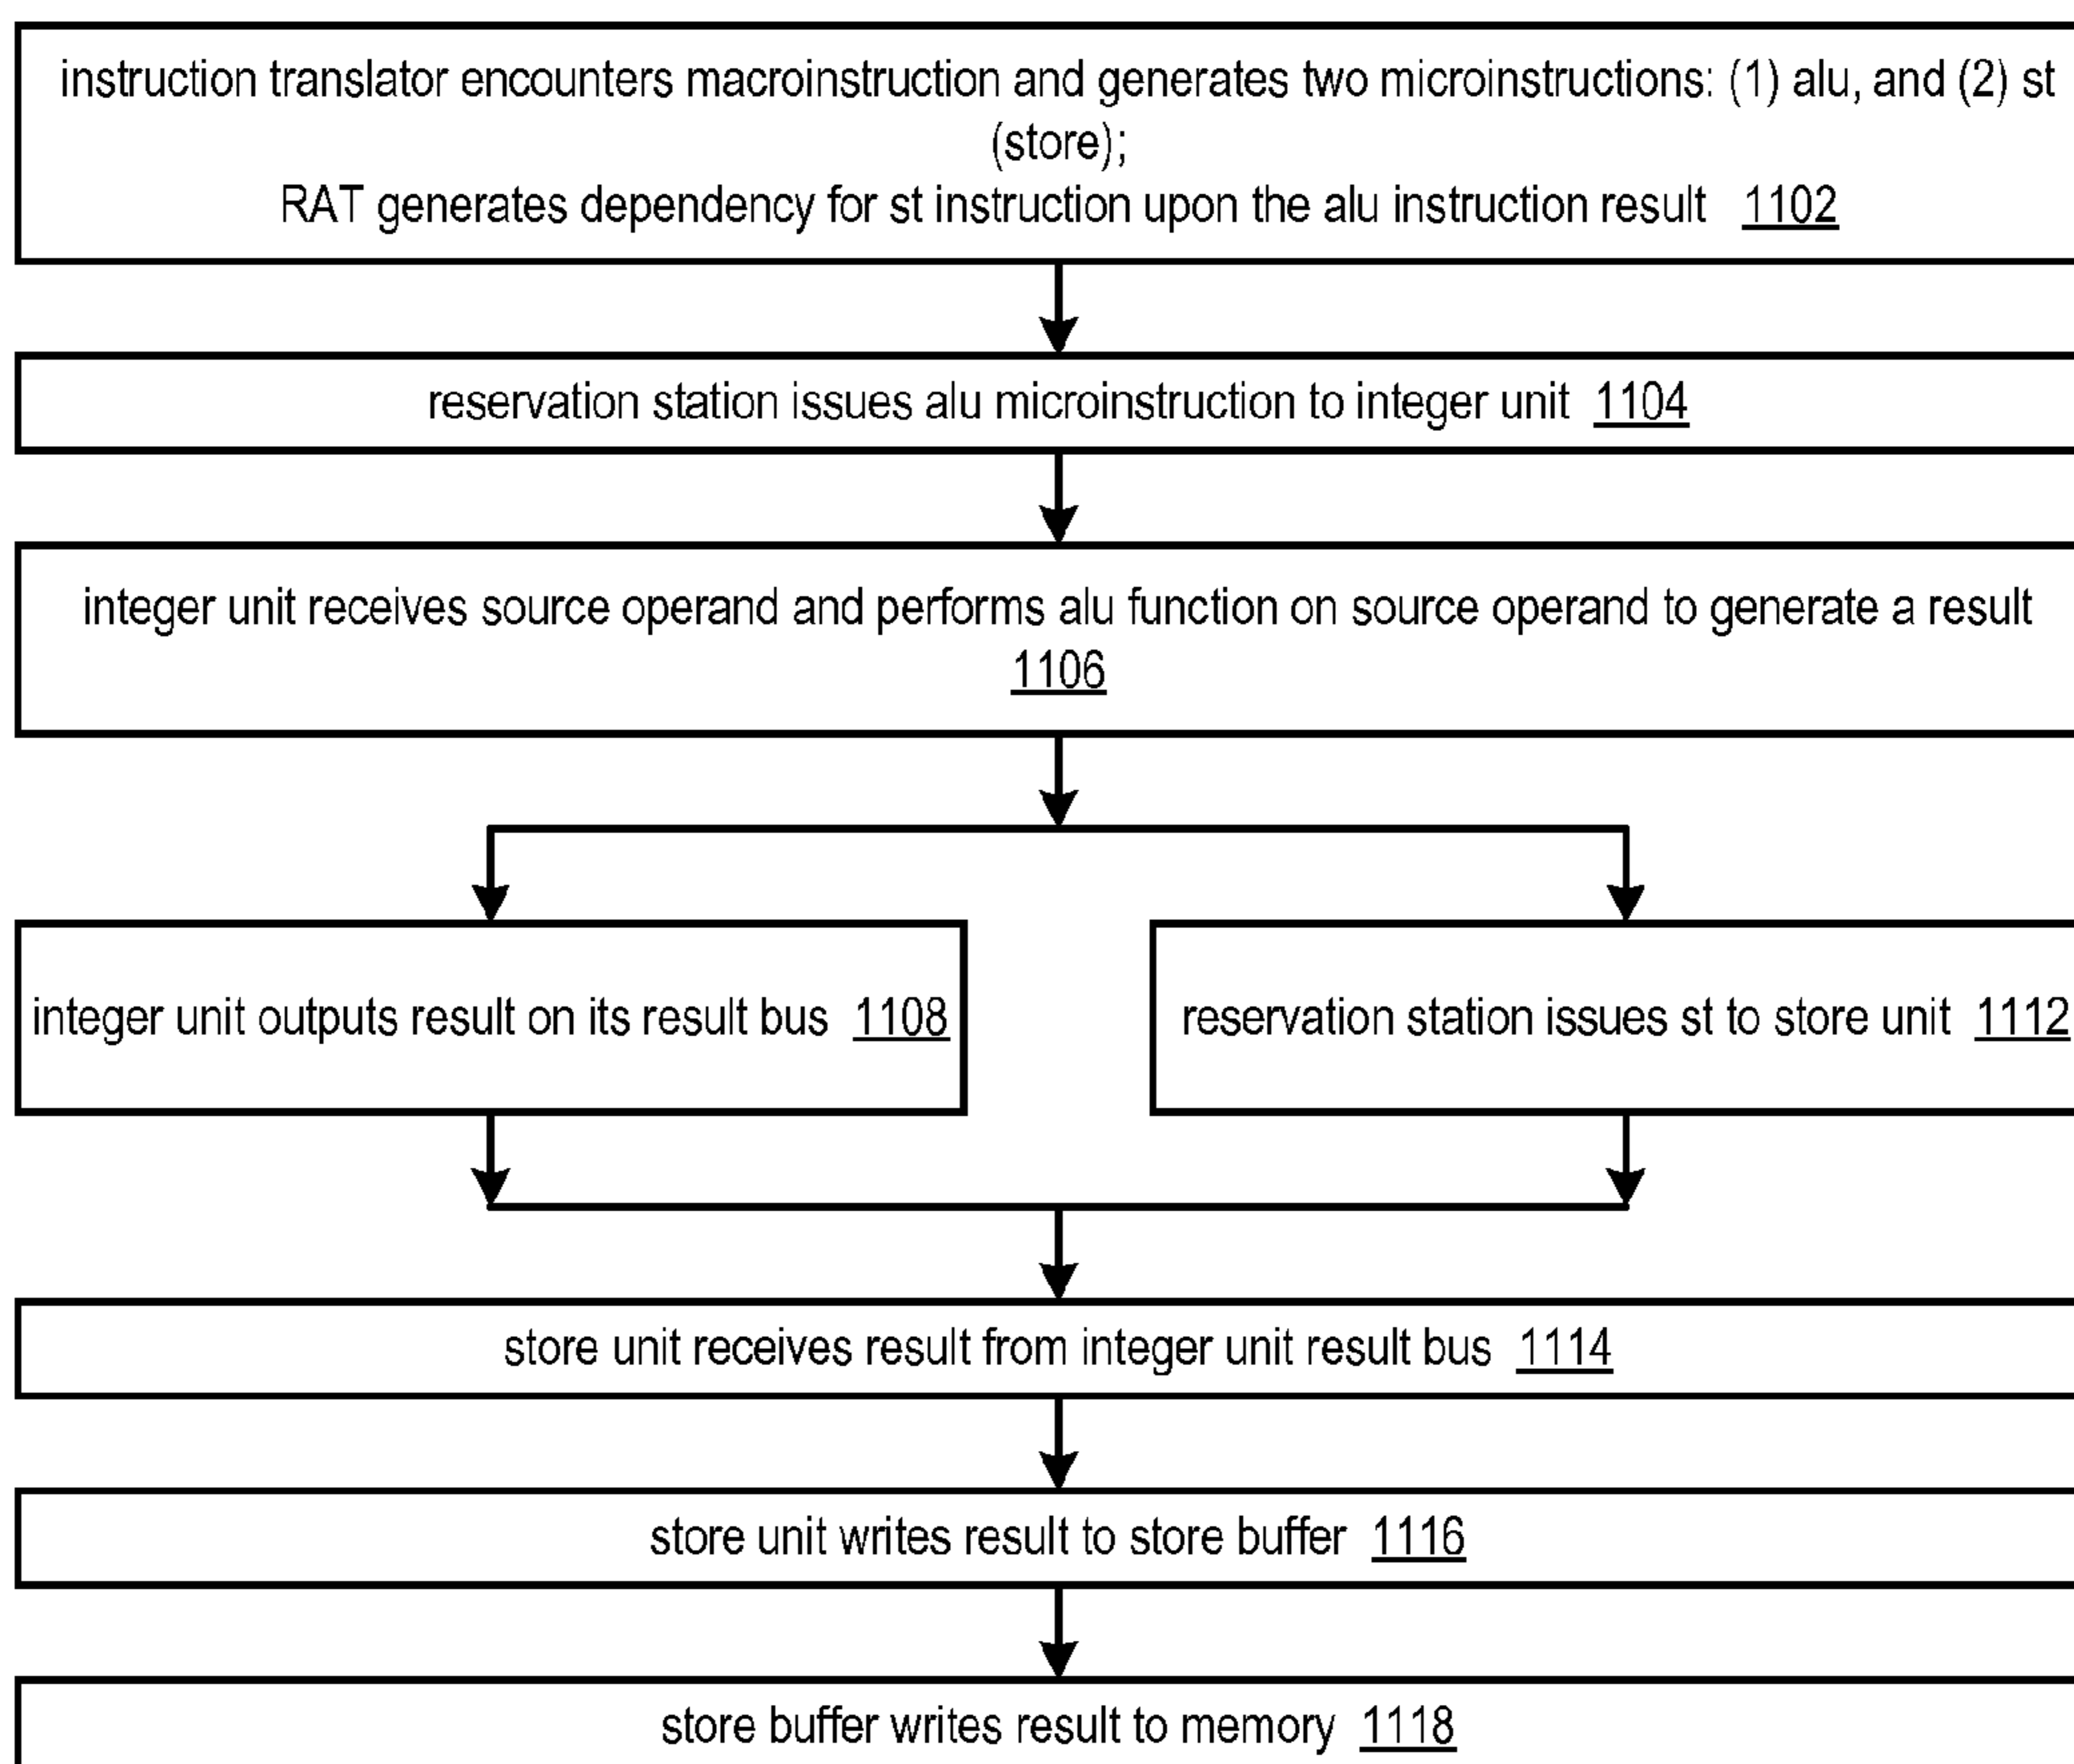 instruction translator encounters macroinstruction and generates two microinstructions: (1) alu, and (2) st
(store);
RAT generates dependency for st instruction upon the alu instruction result 1102
reservation station issues alu microinstruction to integer unit 1104
integer unit receives source operand and performs alu function on source operand to generate a result
1106
integer unit outputs result on its result bus 1108
reservation station issues st to store unit 1112
store unit receives result from integer unit result bus 1114
store unit writes result to store buffer 1116
store buffer writes result to memory 1118